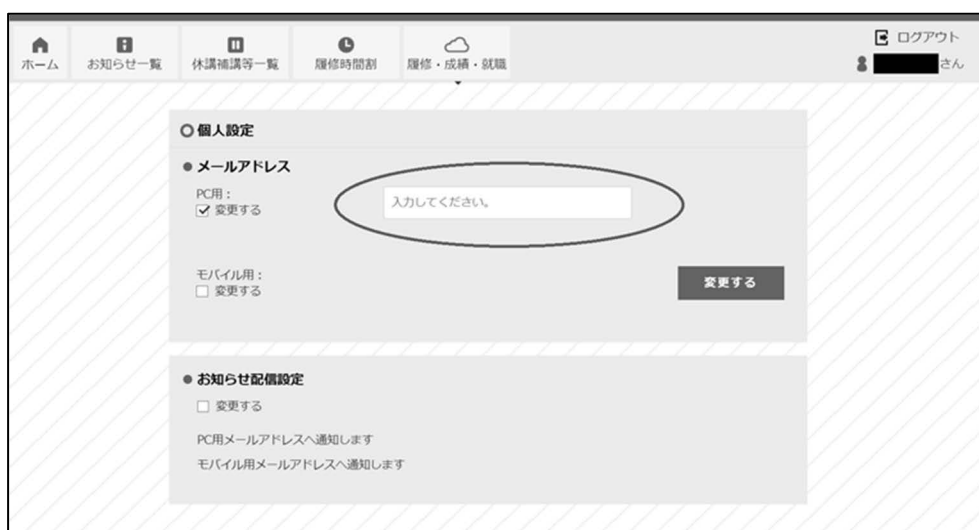 ホーム
お知らせ一覧
休講補講等一覧
履修時間割
履修・成績・就職
ログアウト
さん
個人設定
メールアドレス
PC用：
変更する
入力してください。
モバイル用：
変更する
変更する
お知らせ配信設定
変更する
PC用メールアドレスへ通知します
モバイル用メールアドレスへ通知します